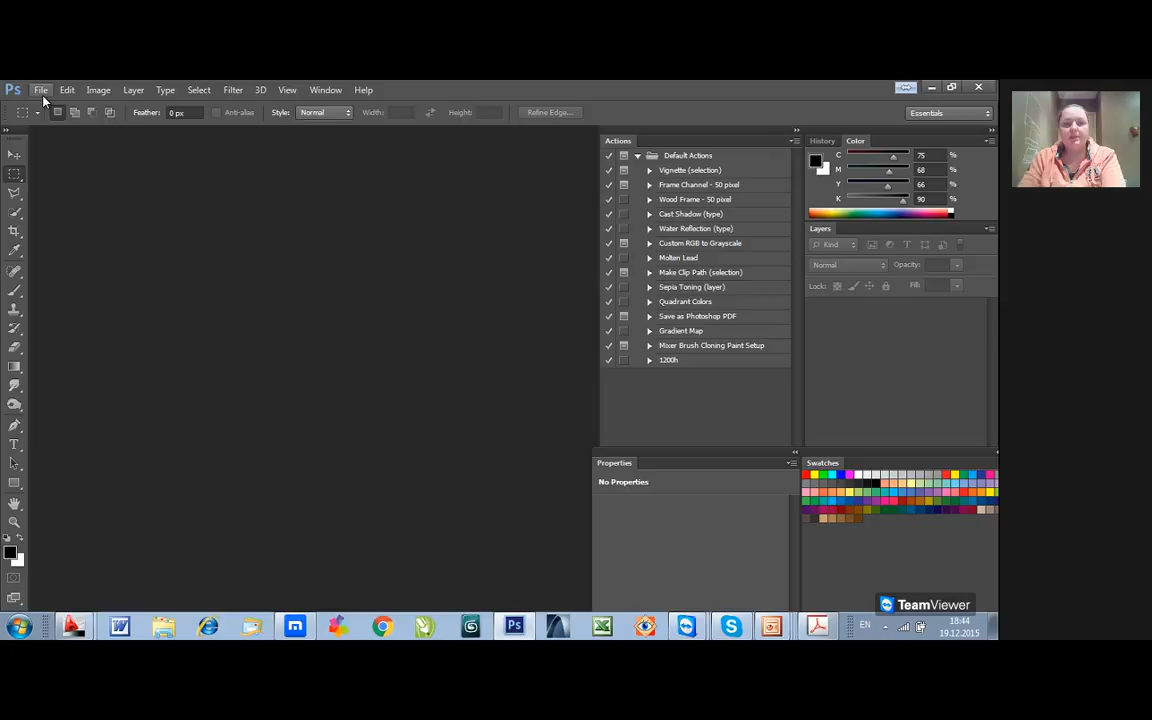 Ps File Edit Image Layer Type Select Filter 3D View Window Help
Feather: 0 px Anti-alias Style: Normal Width: Height: Refine Edge... Essentials
Actions
Default Actions
Vignette (selection)
Frame Channel - 50 pixel
Wood Frame - 50 pixel
Cast Shadow (type)
Water Reflection (type)
Custom RGB to Grayscale
Molten Lead
Make Clip Path (selection)
Sepia Toning (layer)
Quadrant Colors
Save as Photoshop PDF
Gradient Map
Mixer Brush Cloning Paint Setup
1200h
History Color
C 75 %
M 68 %
Y 66 %
K 90 %
Layers
Kind
Normal Opacity:
Lock: Fill:
Properties
No Properties
Swatches
TeamViewer
EN 18:44
19.12.2015